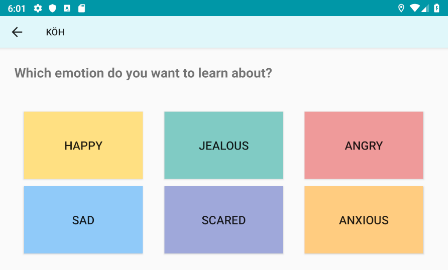 6:01
KÖH
Which emotion do you want to learn about?
HAPPY JEALOUS ANGRY
SAD SCARED ANXIOUS